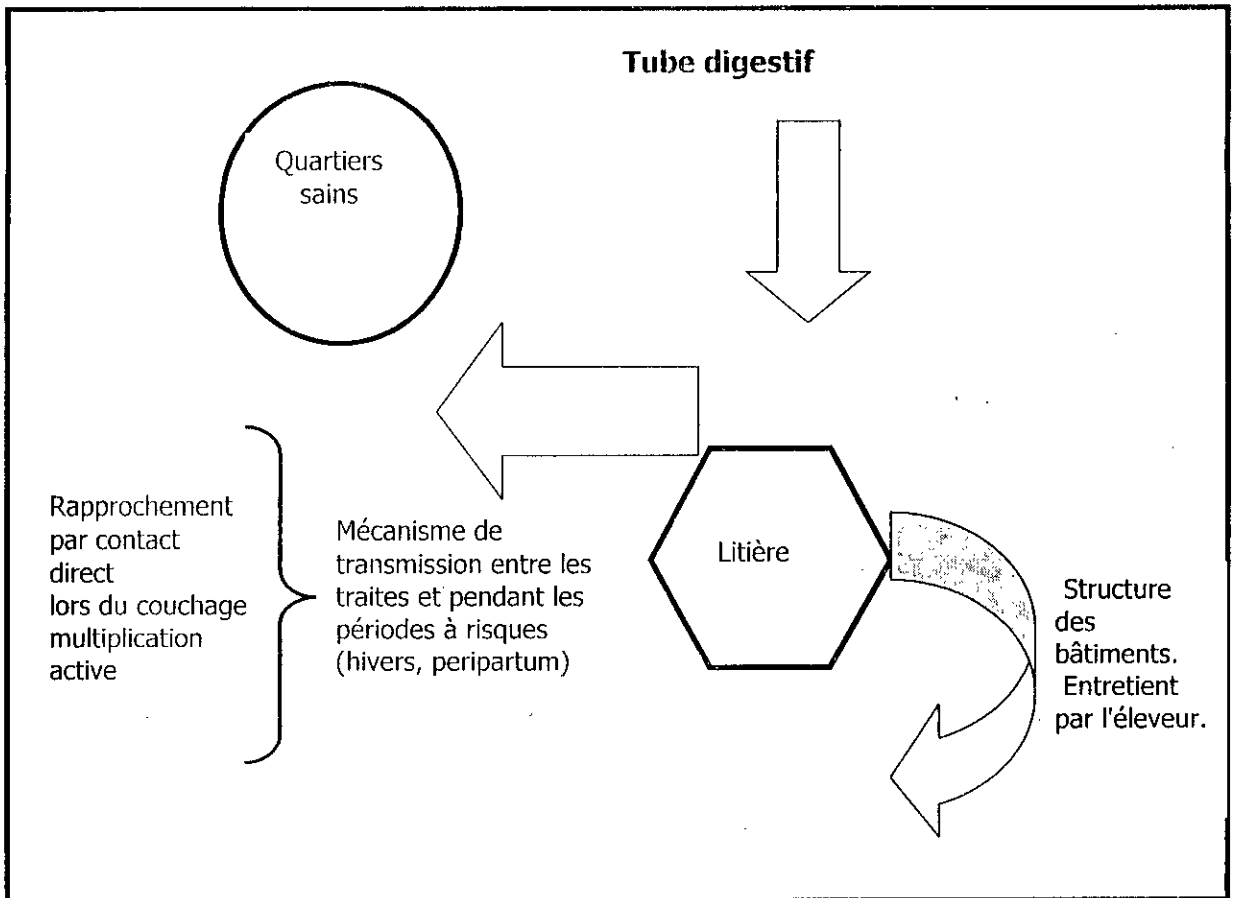 Tube digestif
Quartiers
sains
Rapprochement
par contact
direct
lors du couchage
multiplication
active
Mécanisme de
transmission entre les
traites et pendant les
périodes à risques
(hivers, peripartum)
Litière
Structure
des
bâtiments.
Entretient
par l'éleveur.